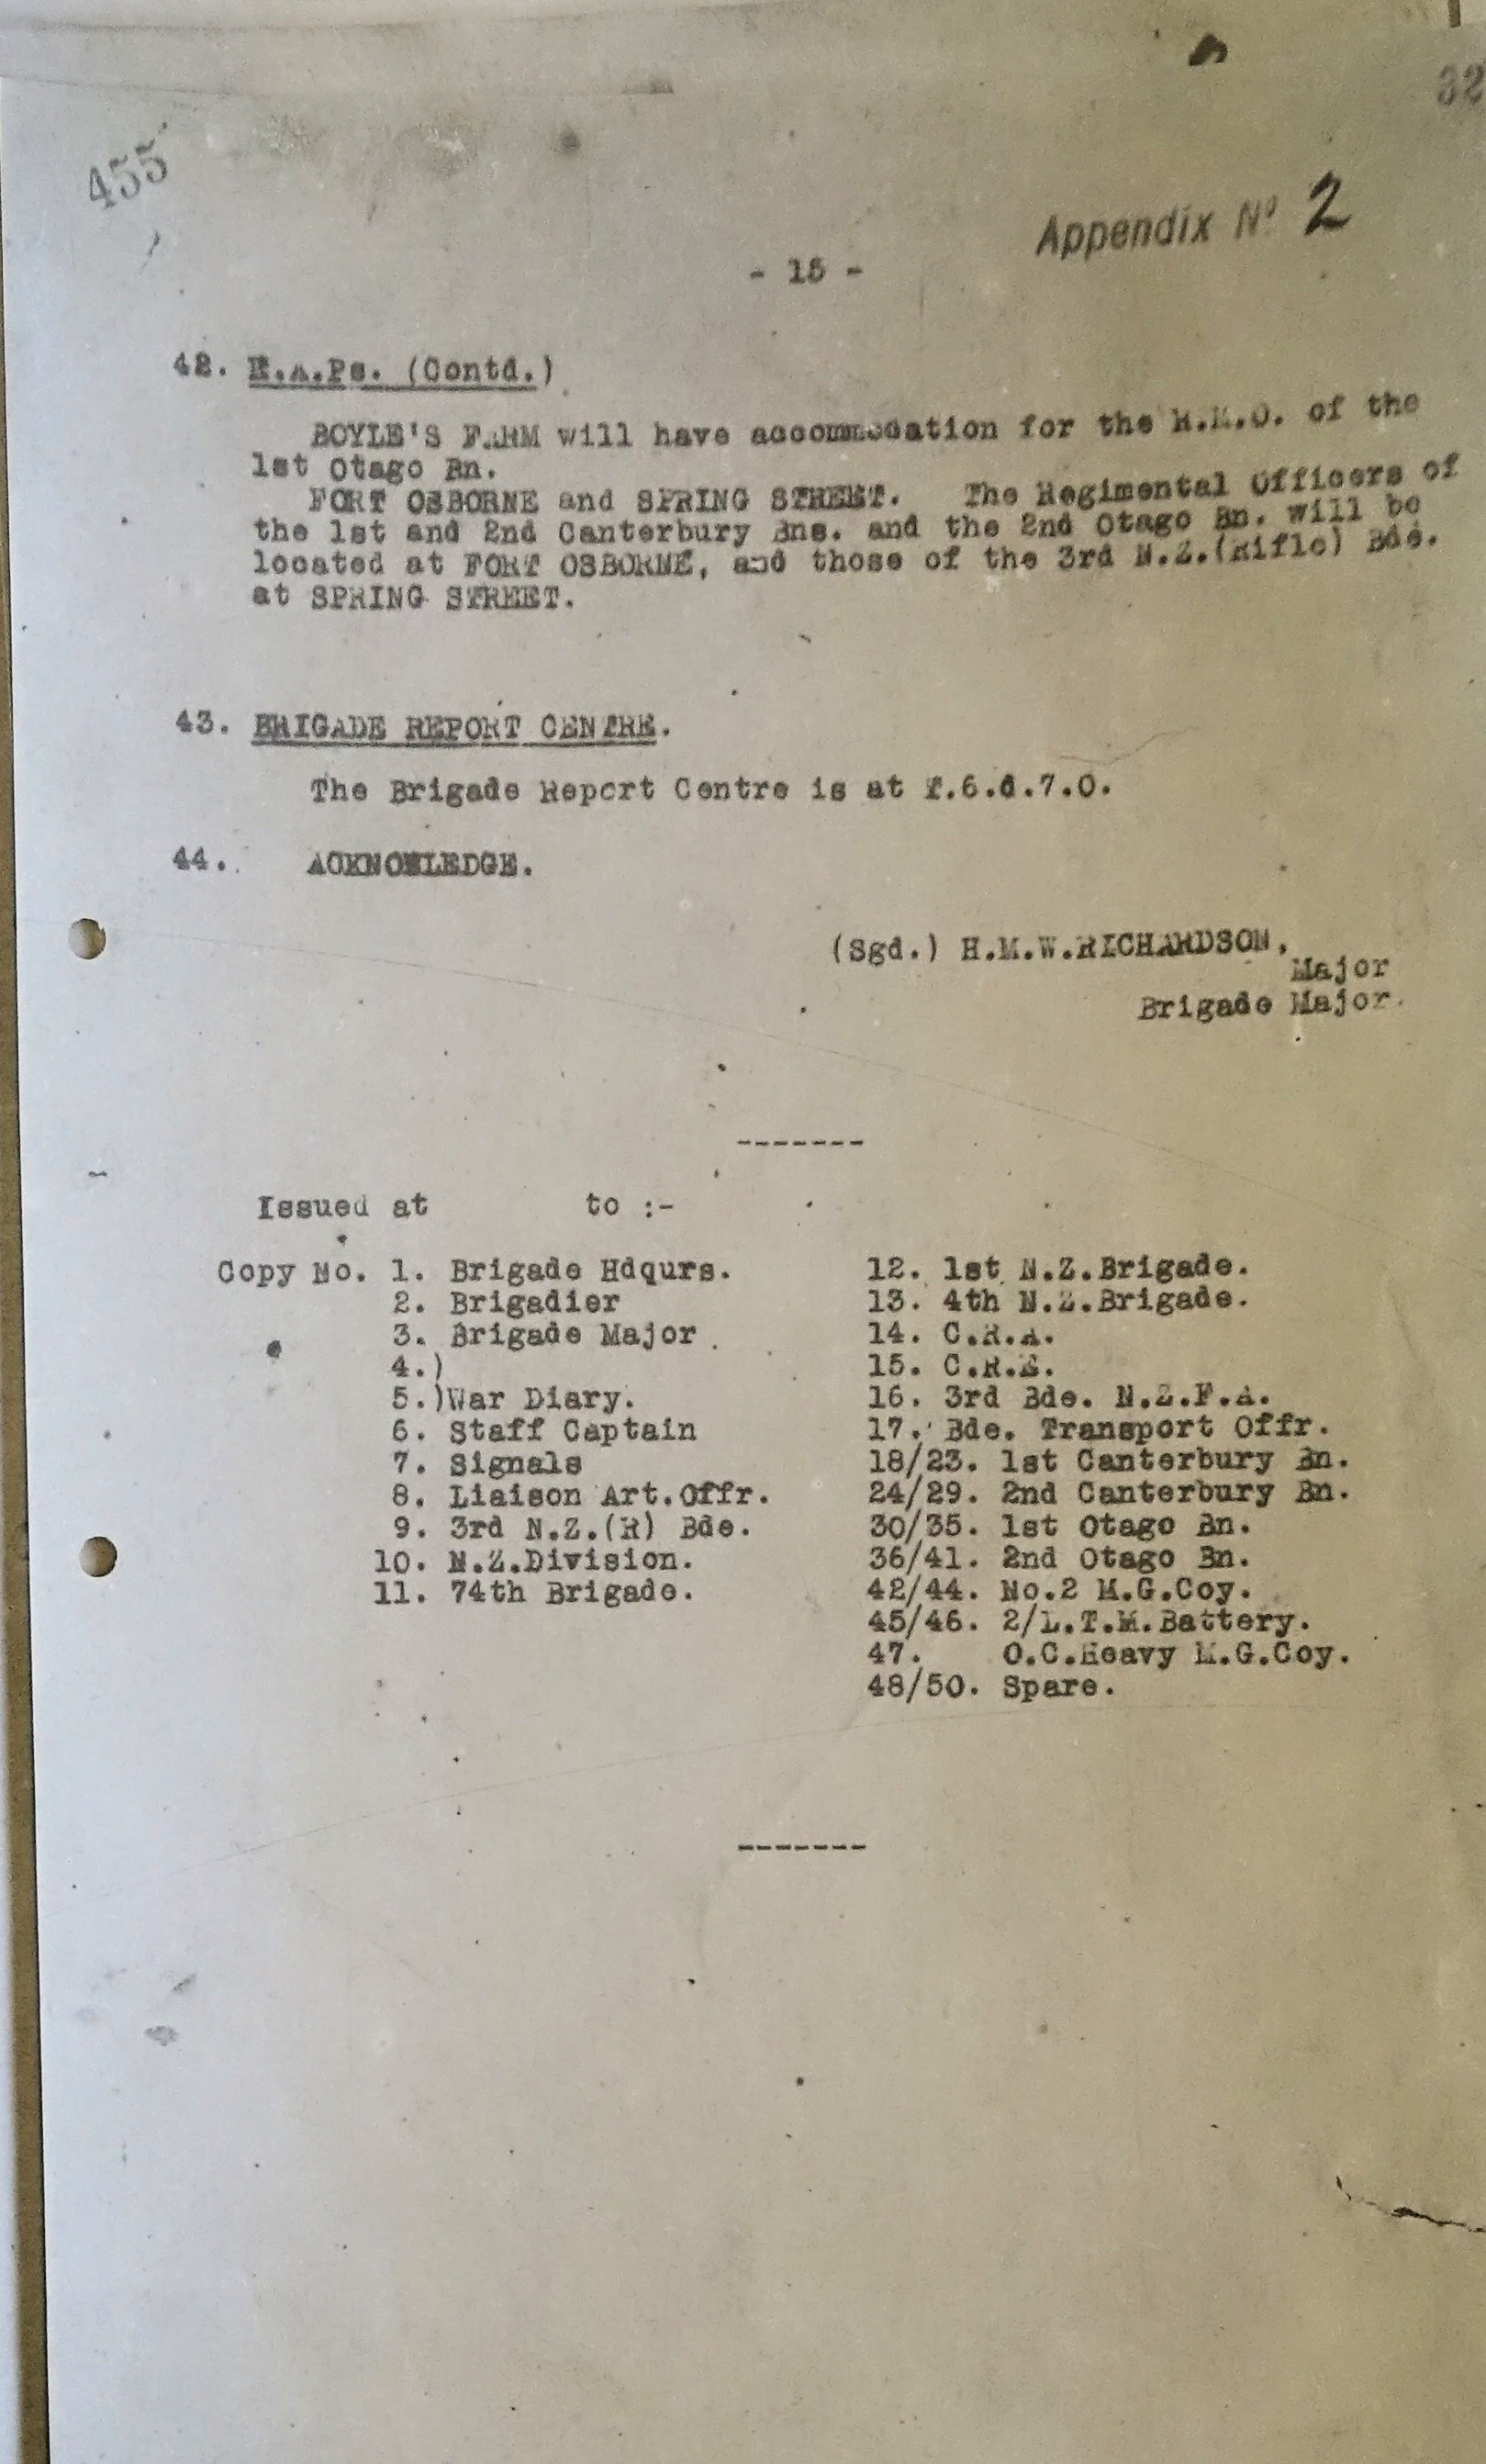 32
455
Appendix Nº 2
- 15 -
42. R.A.Ps. (Contd.)
BOYLE'S FARM will have accommodation for the R.M.O. of the
1st Otago Bn.
FORT OSBORNE and SPRING STREET. The Regimental Officers of
the 1st and 2nd Canterbury Bns. and the 2nd Otago Bn. will be
located at FORT OSBORNE, and those of the 3rd N.Z.(Rifle) Bde.
at SPRING STREET.
43. BRIGADE REPORT CENTRE.
The Brigade Report Centre is at
44. ACKNOWLEDGE.
(Sgd.) H.M.W.RICHARDSON,
Major
Brigade Major.
-------
Issued at to :-
Copy No. 1. Brigade Hdqurs.
2. Brigadier
3. Brigade Major.
4.)
5.)War Diary.
6. Staff Captain
7. Signals
8. Liaison Art.Offr.
9. 3rd N.Z.(R) Bde.
10. N.Z.Division.
11. 74th Brigade.
12. 1st N.Z.Brigade.
13. 4th N.Z.Brigade.
14. C.R.A.
15. C.R.E.
16. 3rd Bde. N.Z.F.A.
17. Bde. Transport Offr.
18/23. 1st Canterbury Bn.
24/29. 2nd Canterbury Bn.
30/35. 1st Otago Bn.
36/41. 2nd Otago Bn.
42/44. No.2 M.G.Coy.
45/46. 2/L.T.M.Battery.
47. O.C.Heavy M.G.Coy.
48/50. Spare.
-------